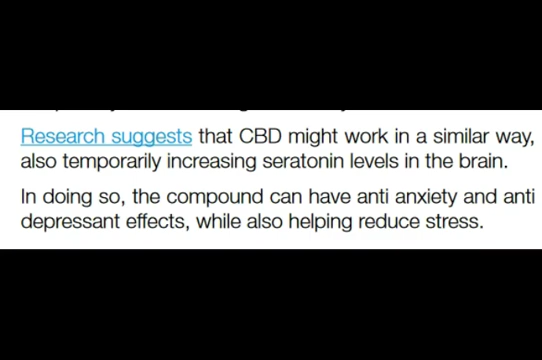 Research suggests that CBD might work in a similar way,
also temporarily increasing seratonin levels in the brain.
In doing so, the compound can have anti anxiety and anti
depressant effects, while also helping reduce stress.